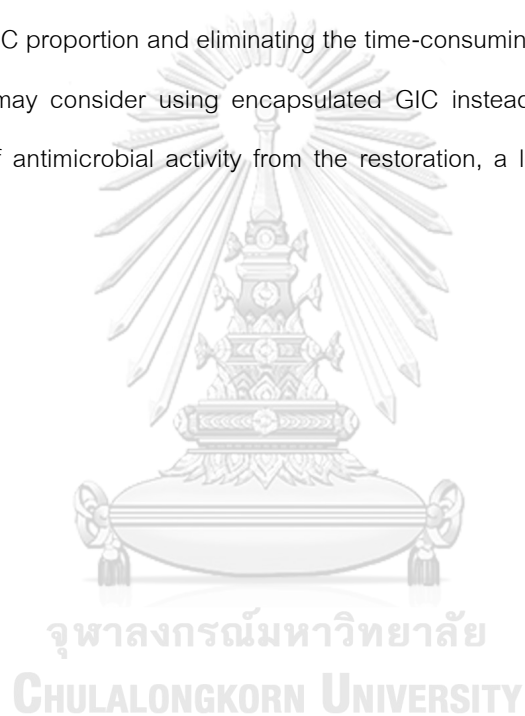 C proportion and eliminating the time-consumin
may consider using encapsulated GIC instead
antimicrobial activity from the restoration, a l
จุฬาลงกรณ์มหาวิทยาลัย
CHULALONGKORN UNIVERSITY